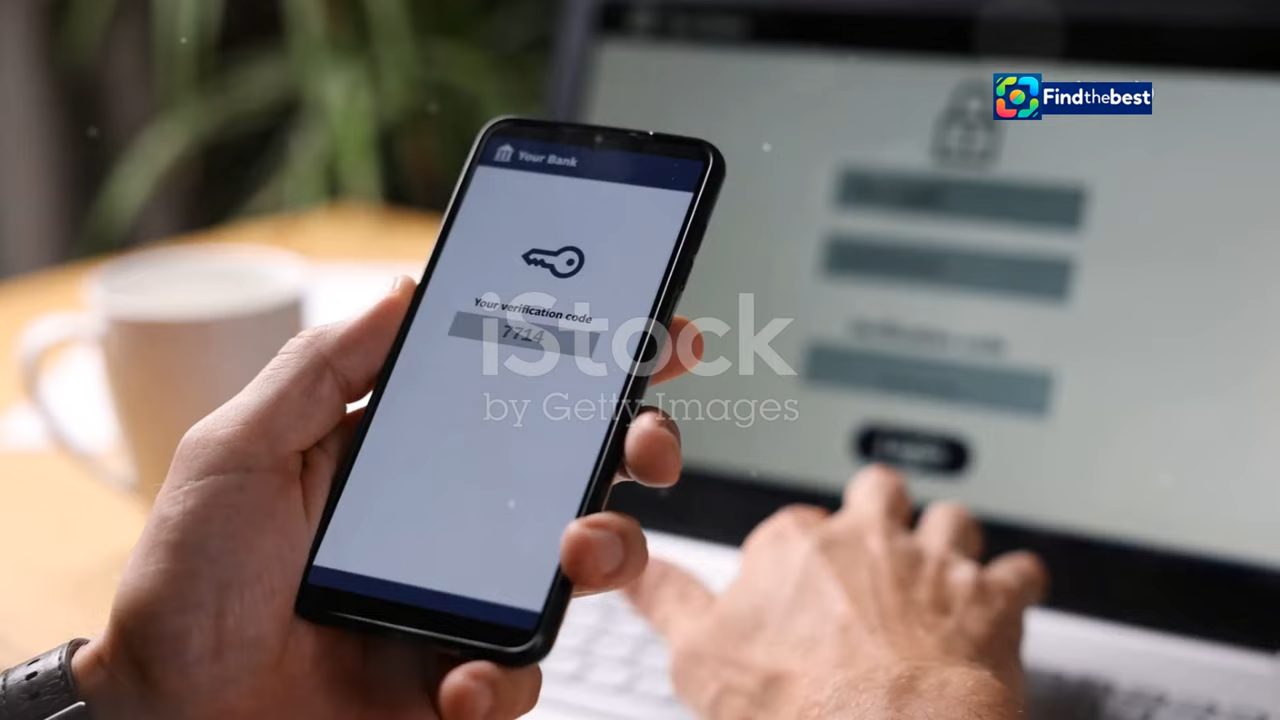 Findthebest
Your Bank
Your verification code
7714
iStock
by Getty Images